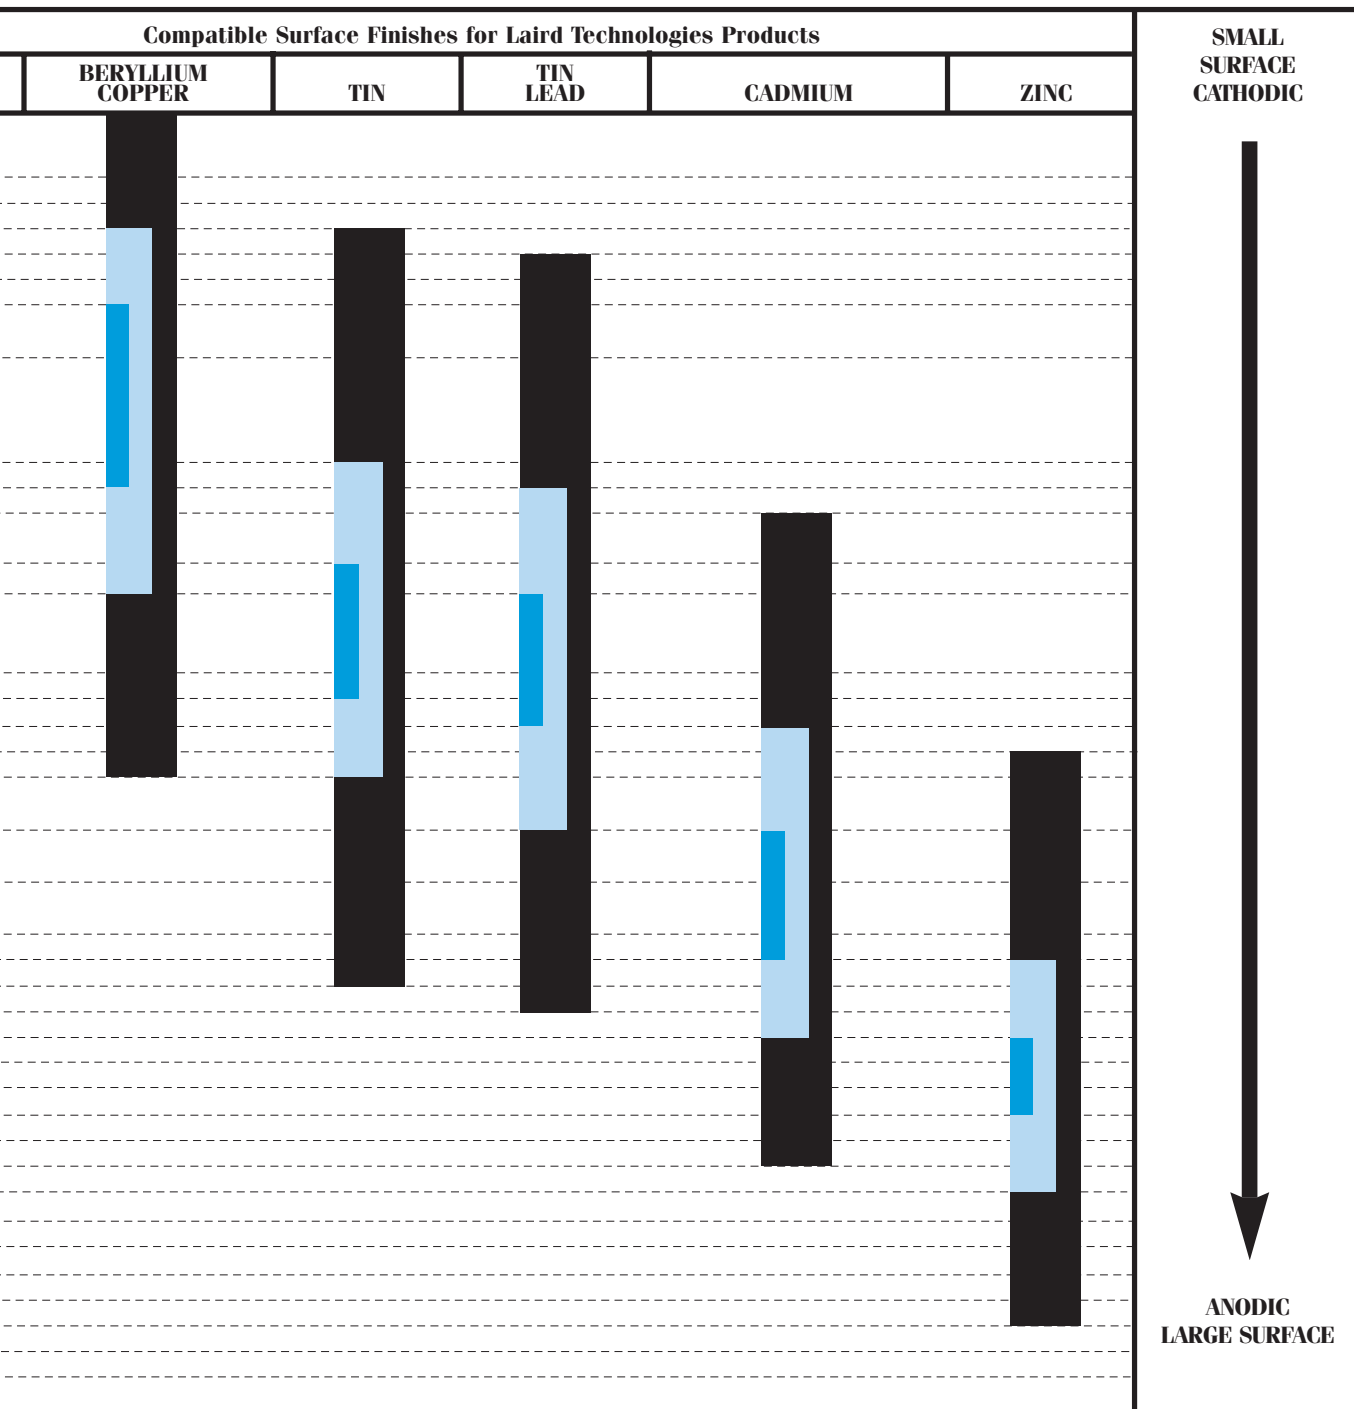 Compatible Surface Finishes for Laird Technologies Products
BERYLLIUM
COPPER
TIN
TIN
LEAD
CADMIUM
ZINC
SMALL
SURFACE
CATHODIC
ANODIC
LARGE SURFACE